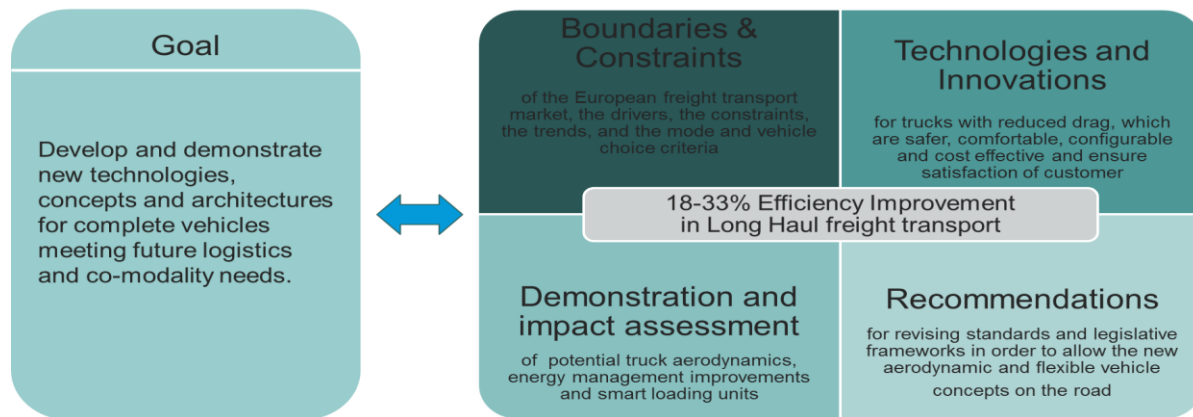 Goal
Develop and demonstrate
new technologies,
concepts and architectures
for complete vehicles
meeting future logistics
and co-modality needs.
Boundaries &
Constraints
of the European freight transport
market, the drivers, the constraints,
the trends, and the mode and vehicle
choice criteria
Technologies and
Innovations
for trucks with reduced drag, which
are safer, comfortable, configurable
and cost effective and ensure
satisfaction of customer
18-33% Efficiency Improvement
in Long Haul freight transport
Demonstration and
impact assessment
of potential truck aerodynamics,
energy management improvements
and smart loading units
Recommendations
for revising standards and legislative
frameworks in order to allow the new
aerodynamic and flexible vehicle
concepts on the road